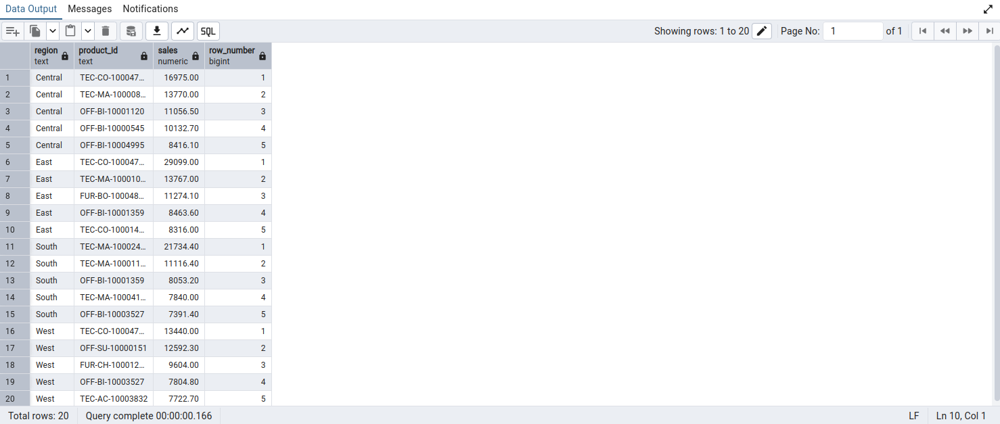 Data Output Messages Notifications
SQL Showing rows: 1 to 20 Page No: 1 of 1
region product_id sales row_number
text text numeric bigint
1 Central TEC-CO-100047… 16975.00 1
2 Central TEC-MA-100008… 13770.00 2
3 Central OFF-BI-10001120 11056.50 3
4 Central OFF-BI-10000545 10132.70 4
5 Central OFF-BI-10004995 8416.10 5
6 East TEC-CO-100047… 29099.00 1
7 East TEC-MA-100010… 13767.00 2
8 East FUR-BO-100048… 11274.10 3
9 East OFF-BI-10001359 8463.60 4
10 East TEC-CO-100014… 8316.00 5
11 South TEC-MA-100024… 21734.40 1
12 South TEC-MA-100011… 11116.40 2
13 South OFF-BI-10001359 8053.20 3
14 South TEC-MA-100041… 7840.00 4
15 South OFF-BI-10003527 7391.40 5
16 West TEC-CO-100047… 13440.00 1
17 West OFF-SU-10000151 12592.30 2
18 West FUR-CH-100012… 9604.00 3
19 West OFF-BI-10003527 7804.80 4
20 West TEC-AC-10003832 7722.70 5
Total rows: 20 Query complete 00:00:00.166 LF Ln 10, Col 1